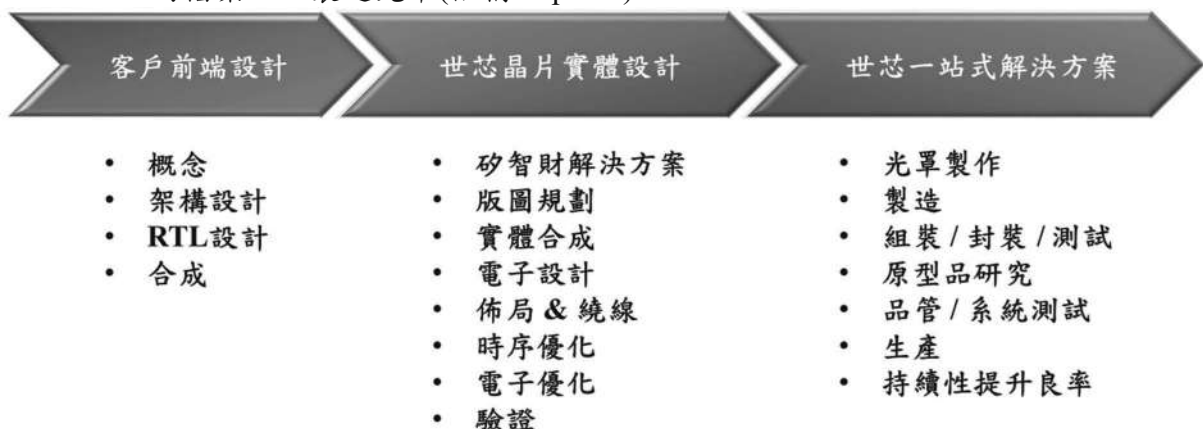 客戶前端設計
世芯晶片實體設計
世芯一站式解決方案
• 概念
• 架構設計
• RTL設計
• 合成
• 矽智財解決方案
• 版圖規劃
• 實體合成
• 電子設計
• 佈局 & 繞線
• 時序優化
• 電子優化
• 驗證
• 光罩製作
• 製造
• 組裝 / 封裝 / 測試
• 原型品研究
• 品管 / 系統測試
• 生產
• 持續性提升良率